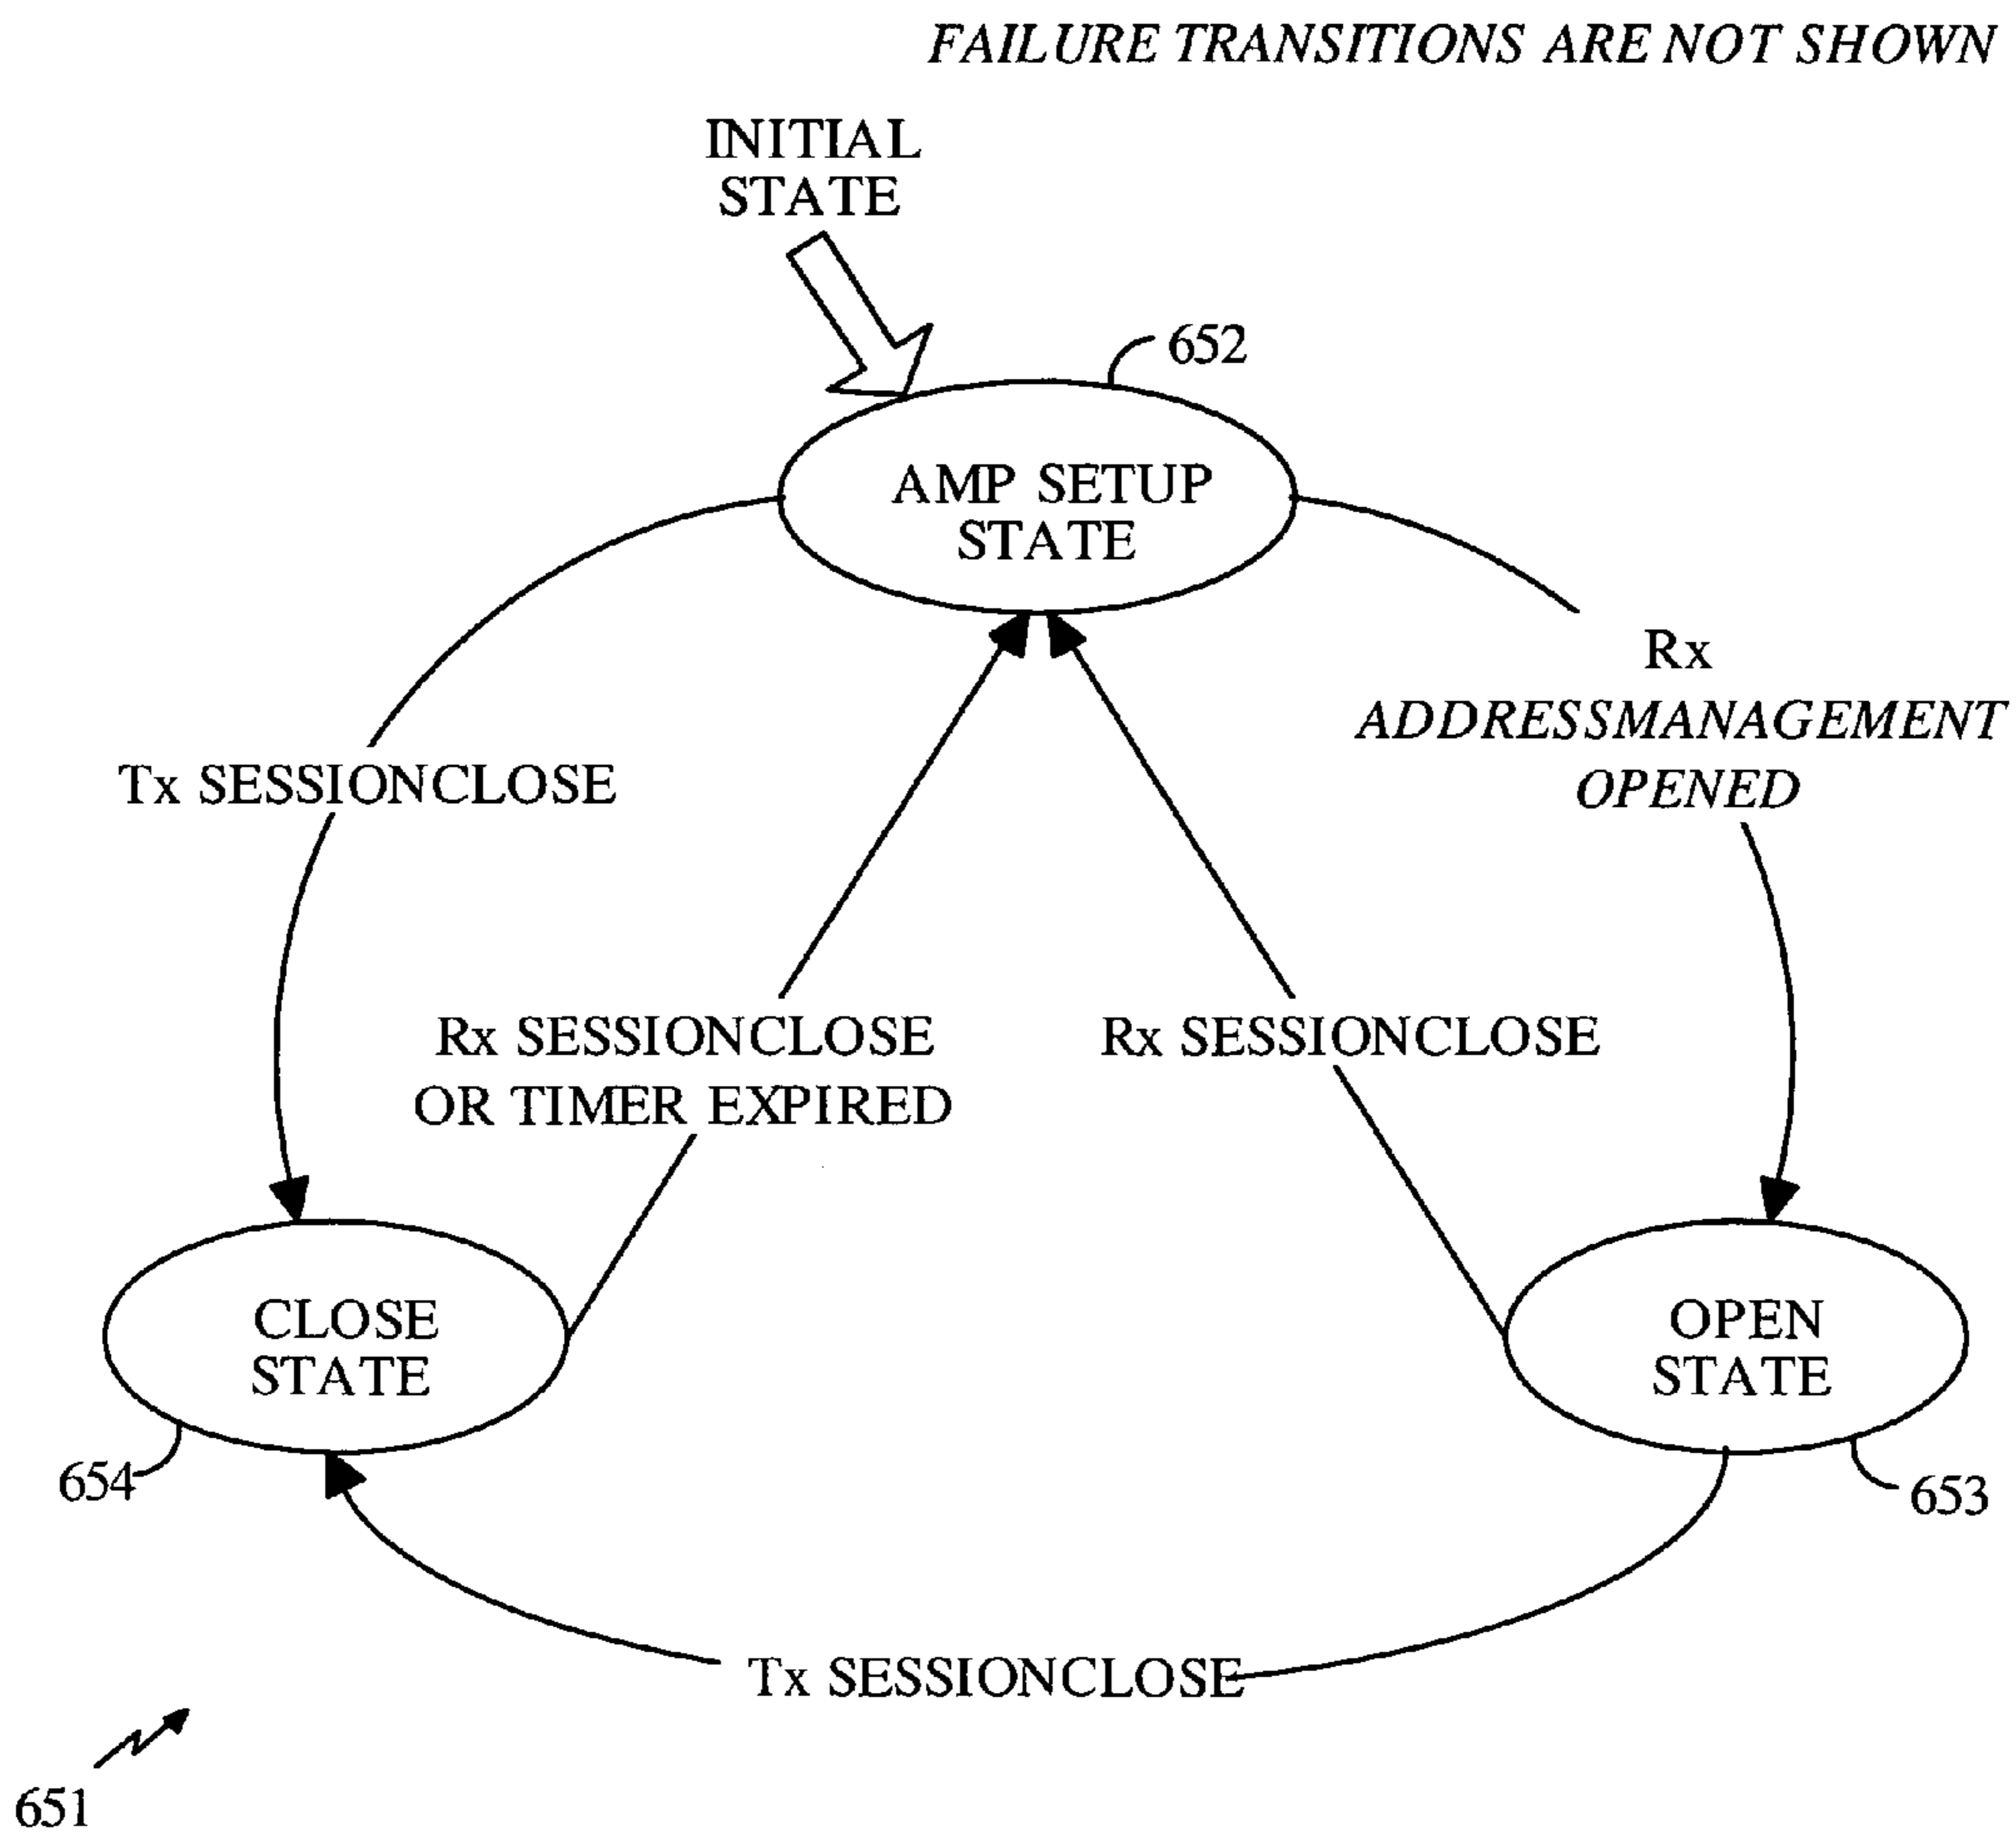 FAILURE TRANSITIONS ARE NOT SHOWN
INITIAL
STATE
652
AMP SETUP
STATE
Rx
ADDRESSMANAGEMENT
OPENED
Tx SESSIONCLOSE
Rx SESSIONCLOSE
OR TIMER EXPIRED
Rx SESSIONCLOSE
CLOSE
STATE
OPEN
STATE
654
653
Tx SESSIONCLOSE
651